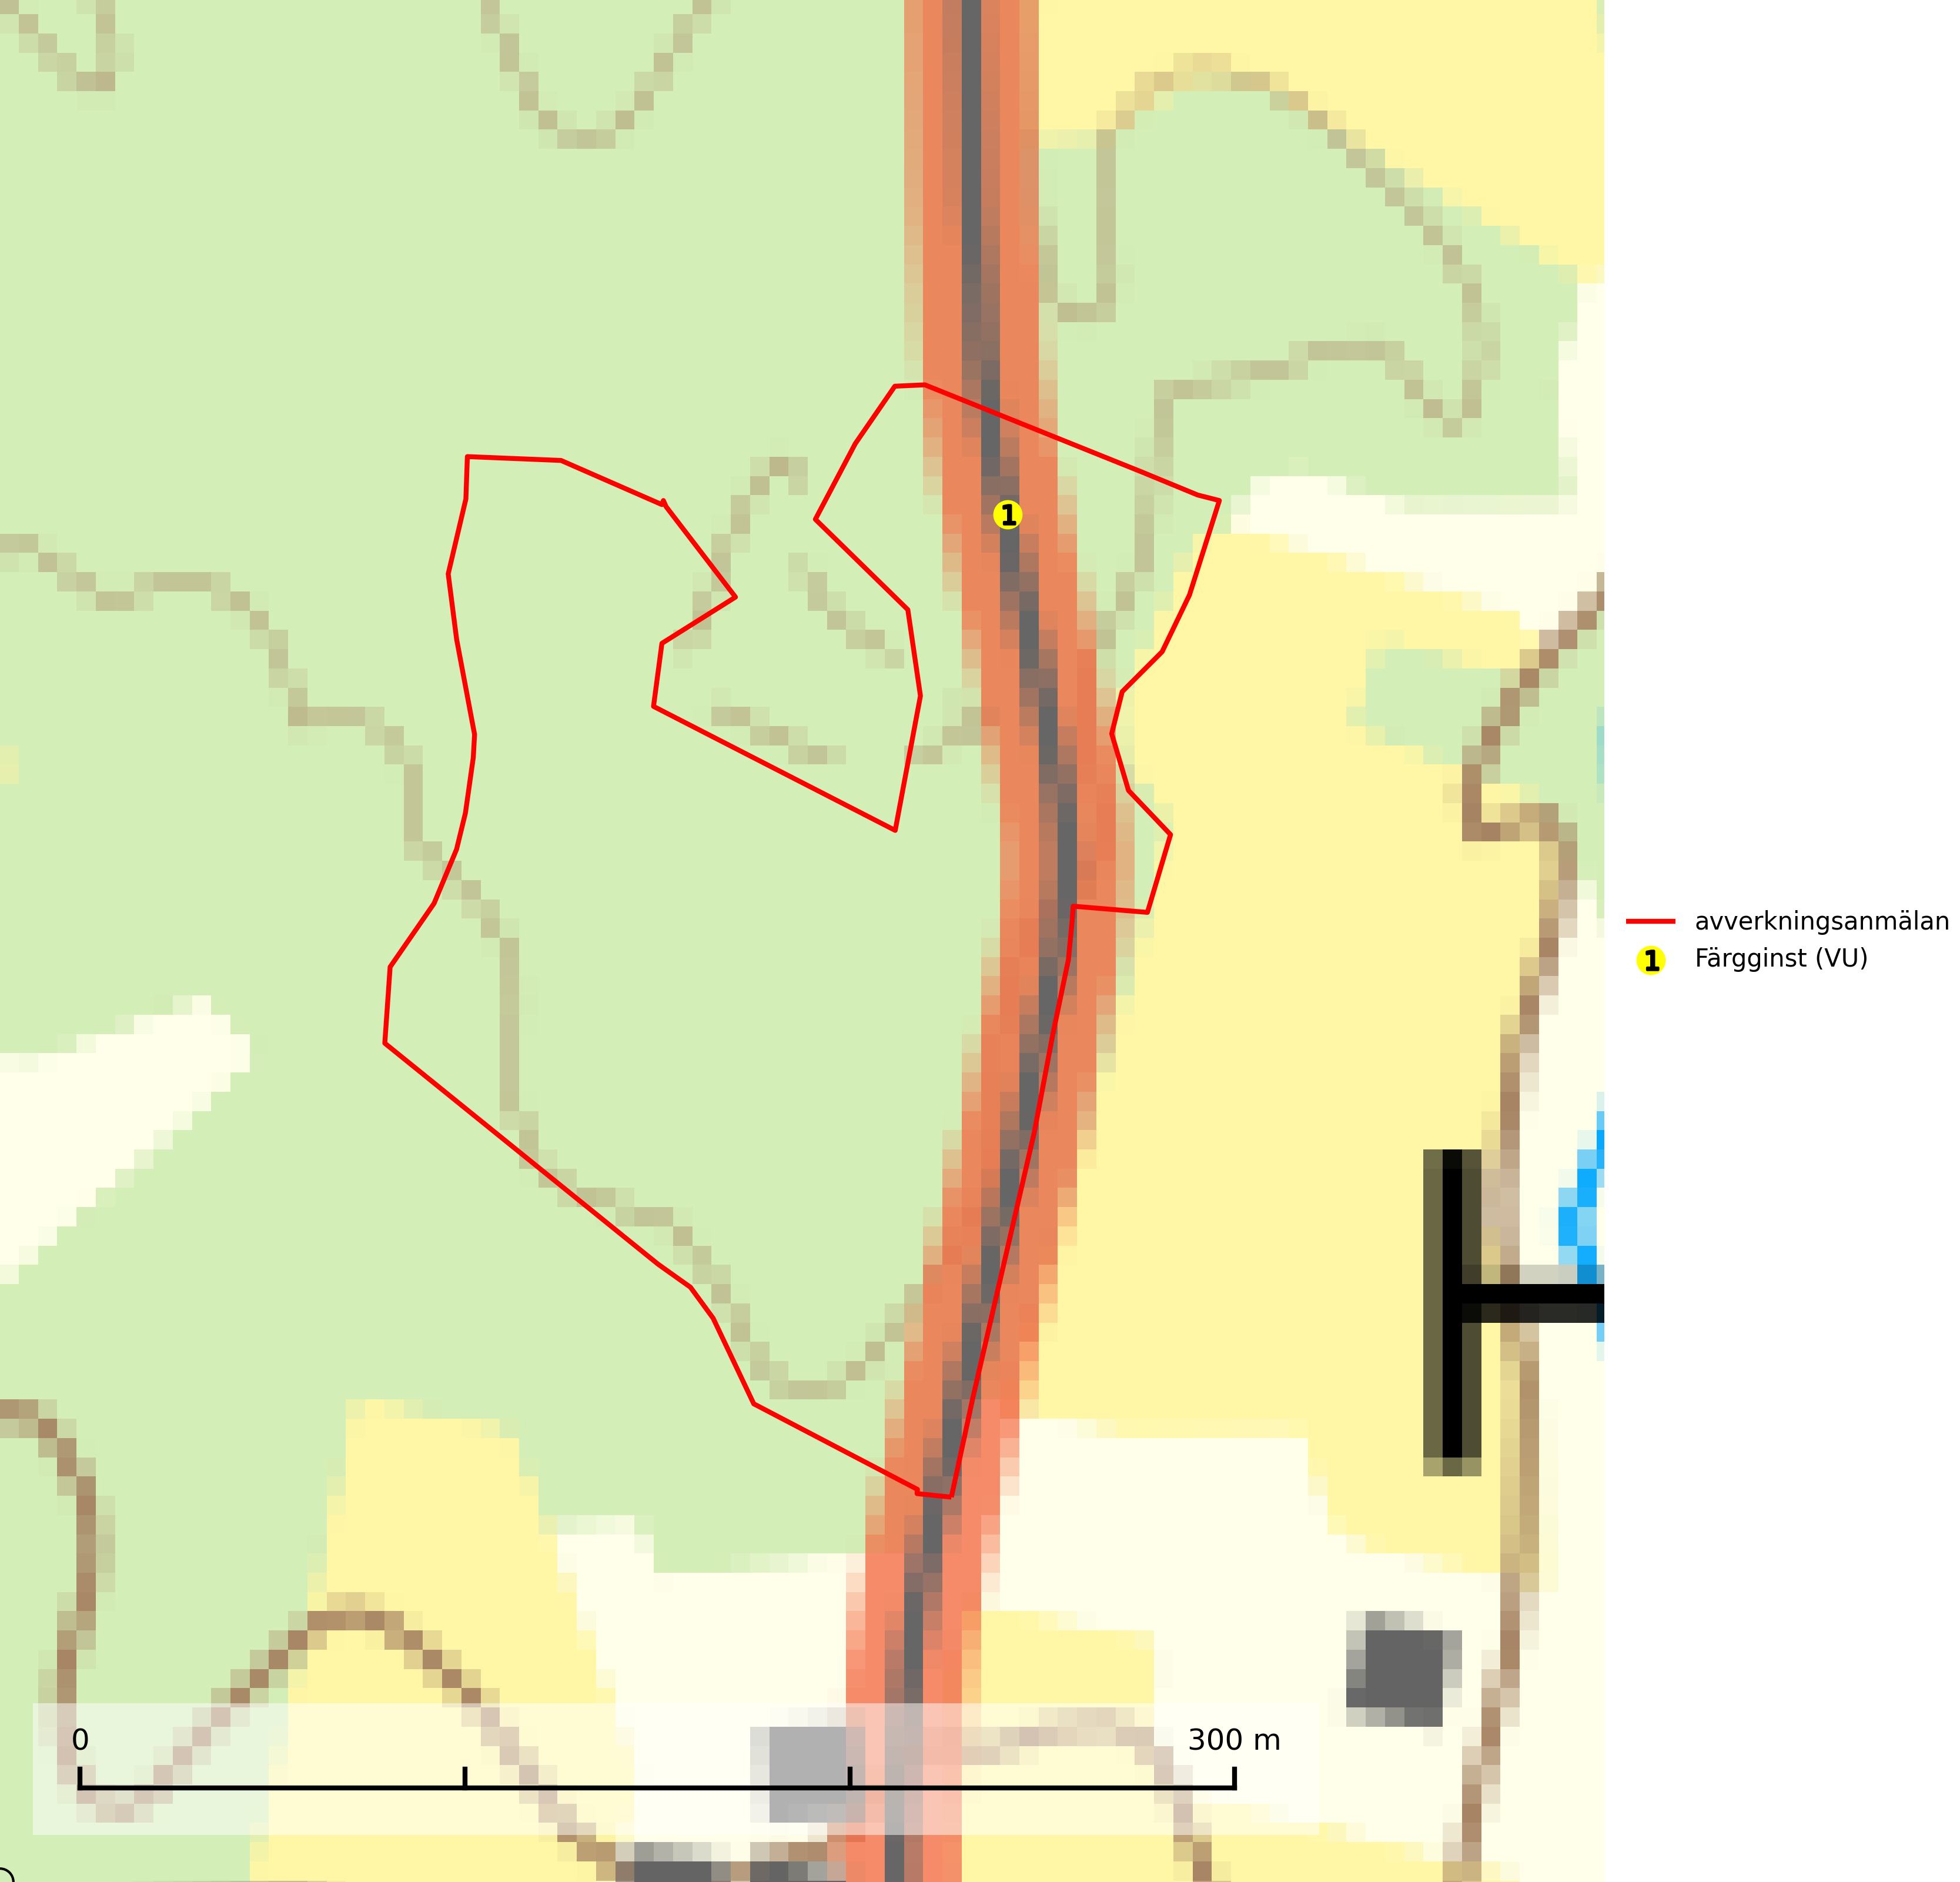 1
avverkningsanmälan
1 Färgginst (VU)
0 300 m